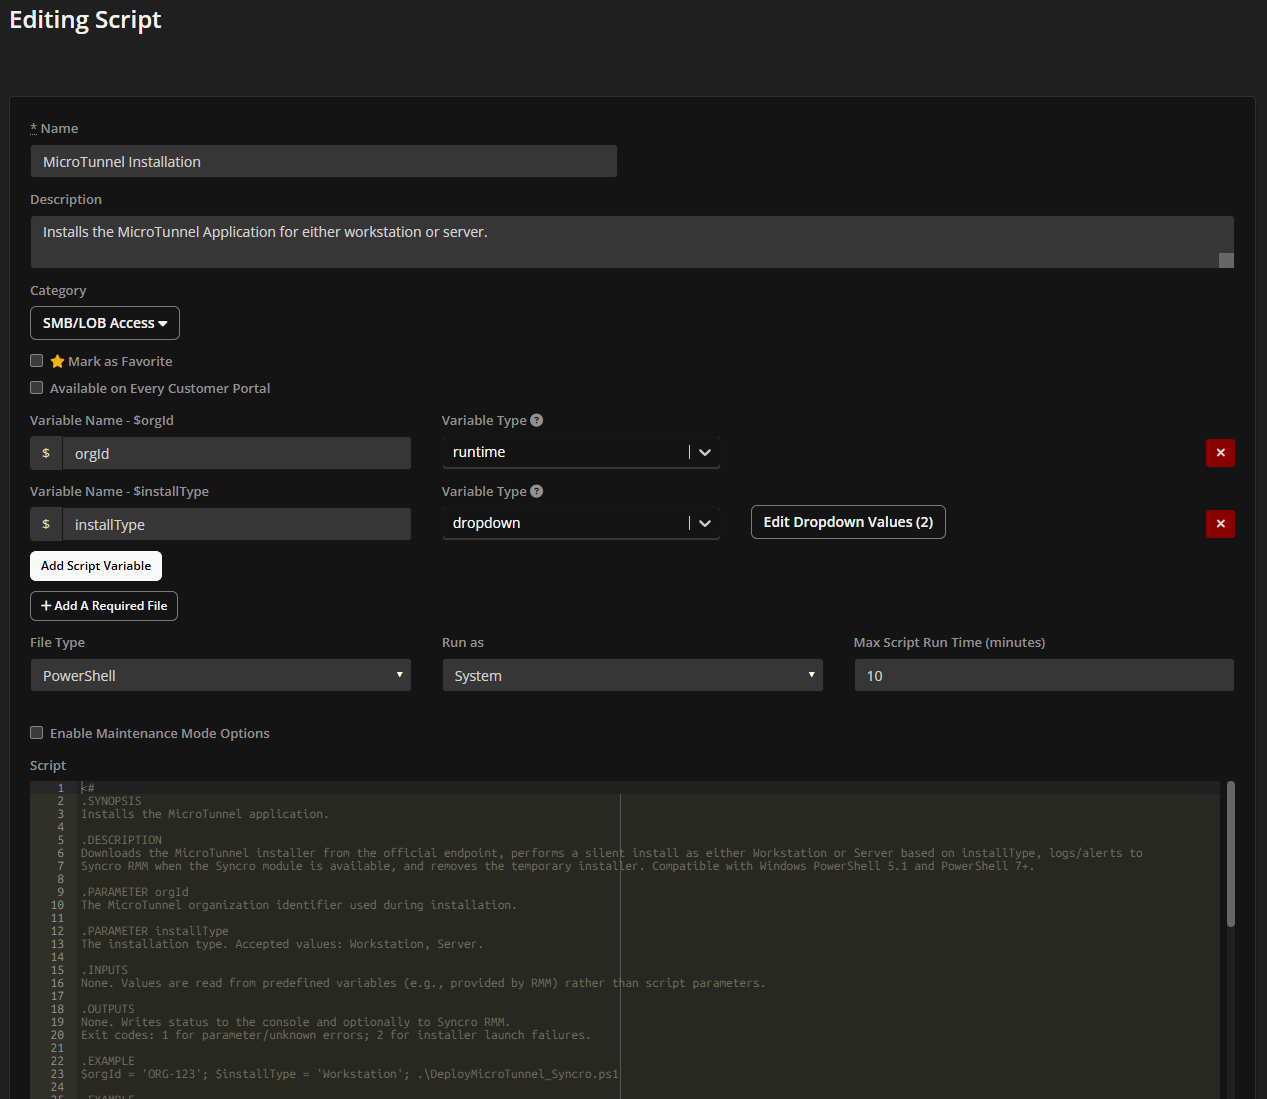 Editing Script
* Name
MicroTunnel Installation
Description
Installs the MicroTunnel Application for either workstation or server.
Category
SMB/LOB Access
Mark as Favorite
Available on Every Customer Portal
Variable Name - $orgId
Variable Type ?
$ orgId
runtime
×
Variable Name - $installType
Variable Type ?
$ installType
dropdown
Edit Dropdown Values (2)
×
Add Script Variable
+ Add A Required File
File Type
Run as
Max Script Run Time (minutes)
PowerShell
System
10
Enable Maintenance Mode Options
Script
1 <#
2 .SYNOPSIS
3 Installs the MicroTunnel application.
4
5 .DESCRIPTION
6 Downloads the MicroTunnel installer from the official endpoint, performs a silent install as either Workstation or Server based on installType, logs/alerts to
7 Syncro RMM when the Syncro module is available, and removes the temporary installer. Compatible with Windows PowerShell 5.1 and PowerShell 7+.
8
9 .PARAMETER orgId
10 The MicroTunnel organization identifier used during installation.
11
12 .PARAMETER installType
13 The installation type. Accepted values: Workstation, Server.
14
15 .INPUTS
16 None. Values are read from predefined variables (e.g., provided by RMM) rather than script parameters.
17
18 .OUTPUTS
19 None. Writes status to the console and optionally to Syncro RMM.
20 Exit codes: 1 for parameter/unknown errors; 2 for installer launch failures.
21
22 .EXAMPLE
23 $orgId = 'ORG-123'; $installType = 'Workstation'; .\DeployMicroTunnel_Syncro.ps1
24